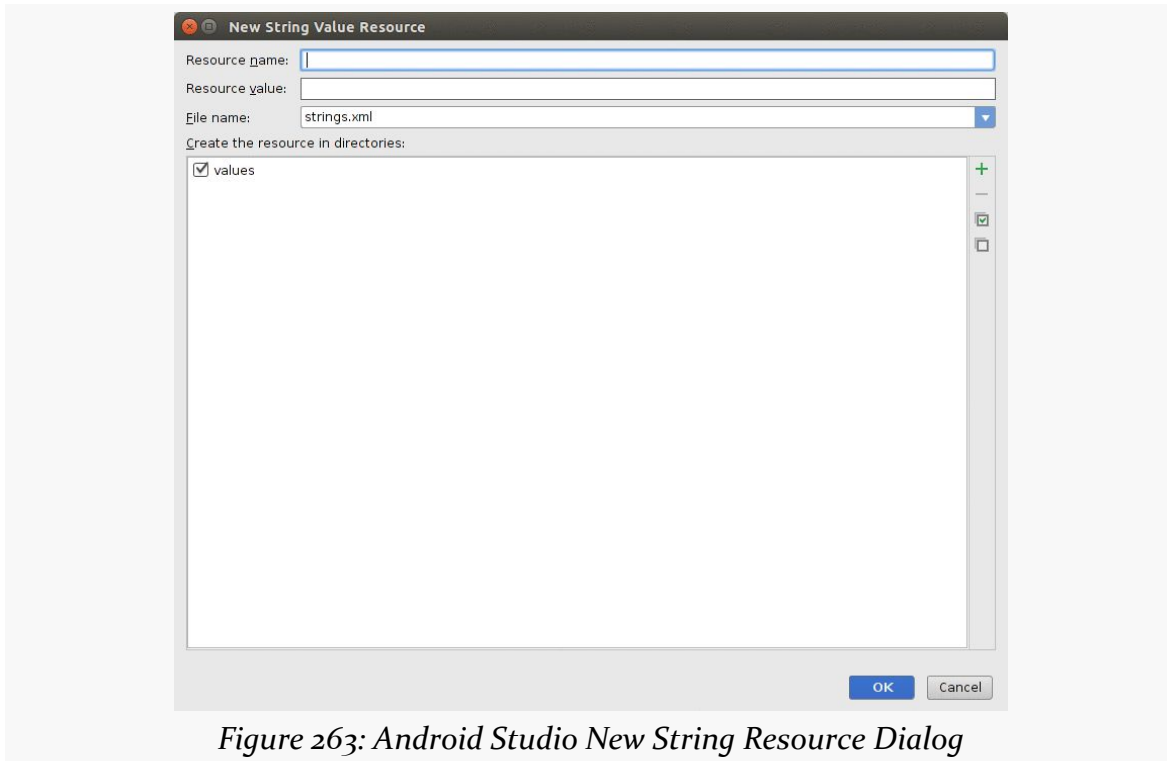 New String Value Resource
Resource name:
Resource value:
File name: strings.xml
Create the resource in directories:
values
OK Cancel
Figure 263: Android Studio New String Resource Dialog